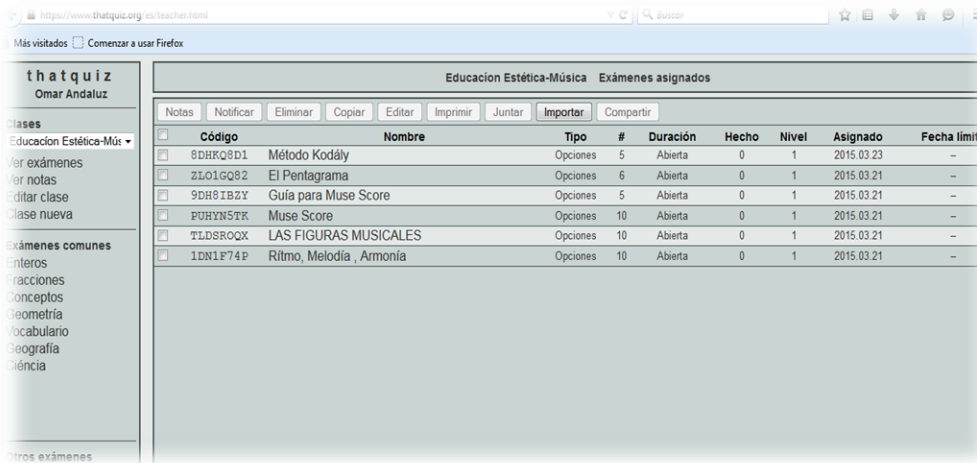 https://www.thatquiz.org/es/teacher.html
Buscar
Más visitados Comenzar a usar Firefox
thatquiz
Omar Andaluz
Clases
Educacíon Estética-Mús
Ver exámenes
Ver notas
Editar clase
Clase nueva
Exámenes comunes
Enteros
Fracciones
Conceptos
Geometría
Vocabulario
Geografía
Ciéncia
Otros exámenes
Educacíon Estética-Música Exámenes asignados
Notas Notificar Eliminar Copiar Editar Imprimir Juntar Importar Compartir
Código Nombre Tipo # Duración Hecho Nivel Asignado Fecha límit
8DHKQ8D1 Método Kodály Opciones 5 Abierta 0 1 2015.03.23 --
ZLO1GQ82 El Pentagrama Opciones 6 Abierta 0 1 2015.03.21 --
9DH8IBZY Guía para Muse Score Opciones 5 Abierta 0 1 2015.03.21 --
PUHYN5TK Muse Score Opciones 10 Abierta 0 1 2015.03.21 --
TLDSROQX LAS FIGURAS MUSICALES Opciones 10 Abierta 0 1 2015.03.21 --
1DN1F74P Rítmo, Melodía , Armonía Opciones 10 Abierta 0 1 2015.03.21 --